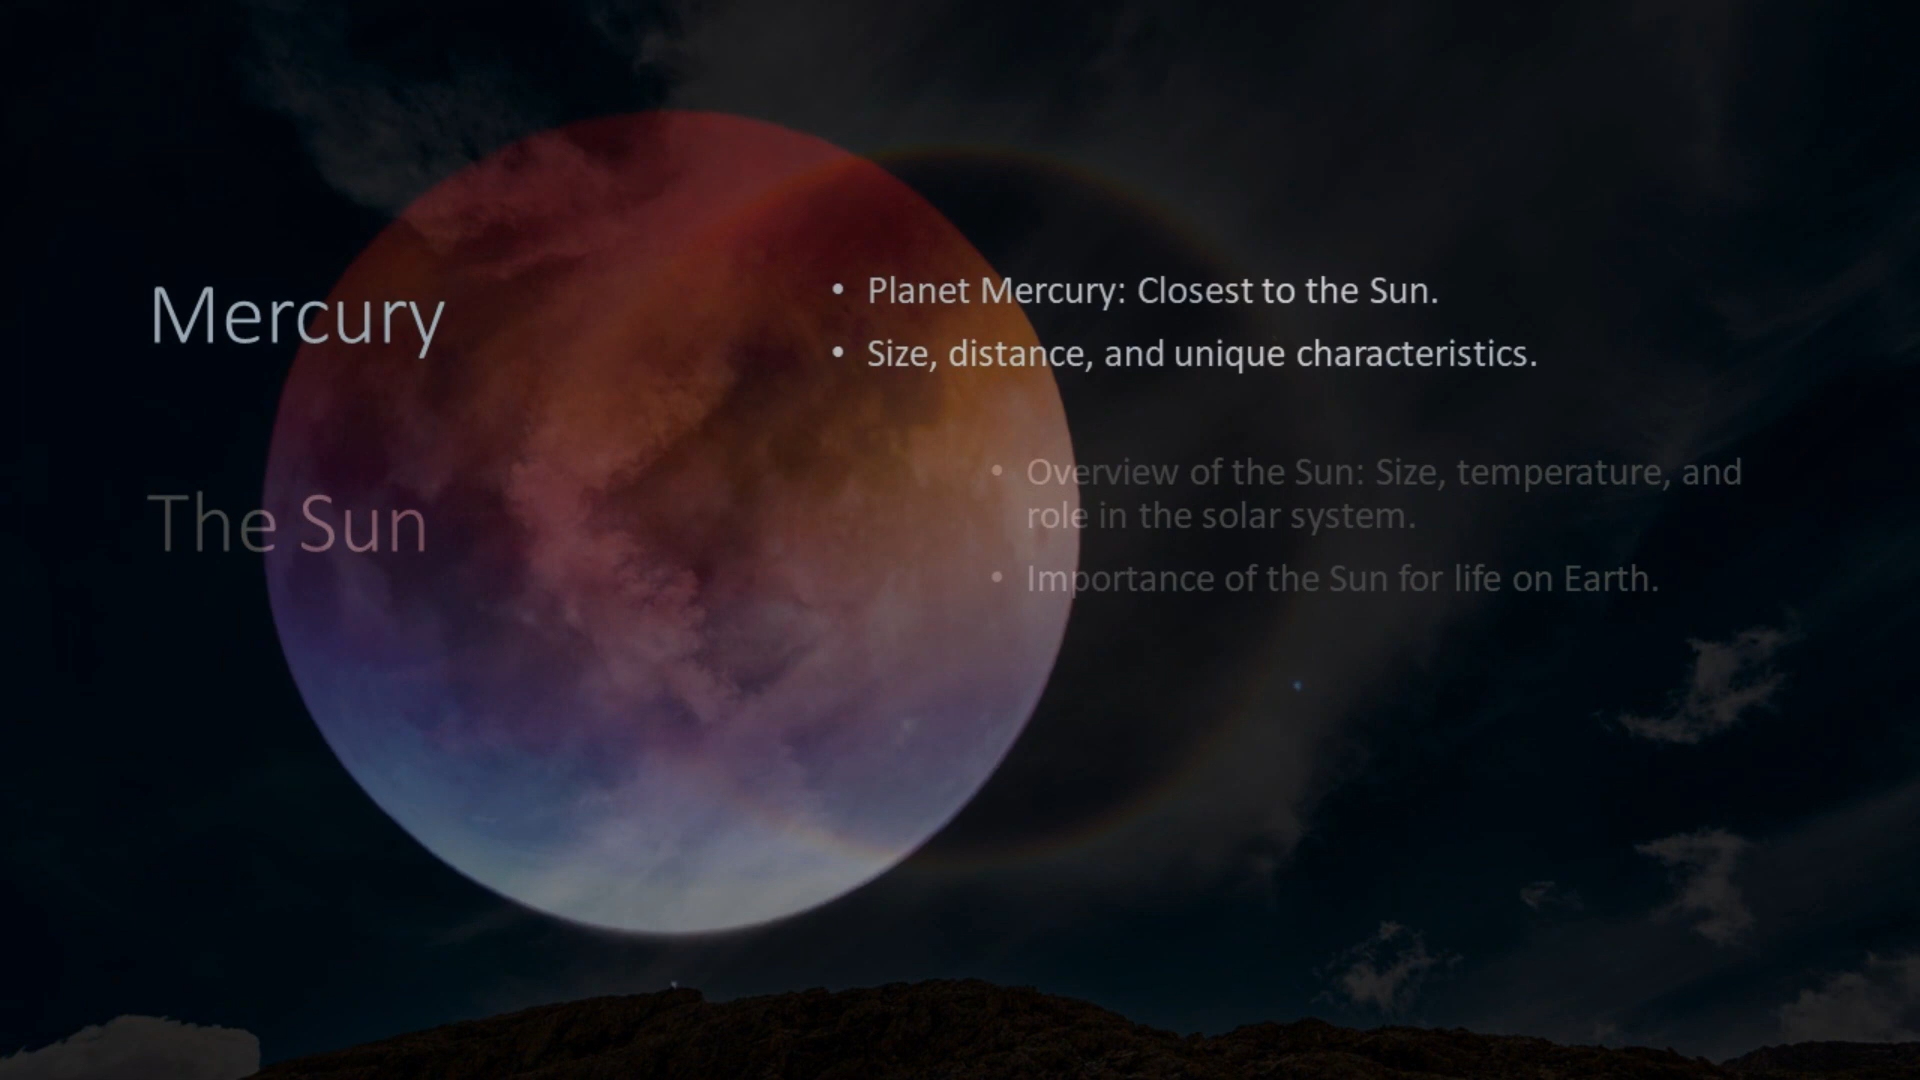 Mercury
• Planet Mercury: Closest to the Sun.
• Size, distance, and unique characteristics.
The Sun
• Overview of the Sun: Size, temperature, and
role in the solar system.
• Importance of the Sun for life on Earth.